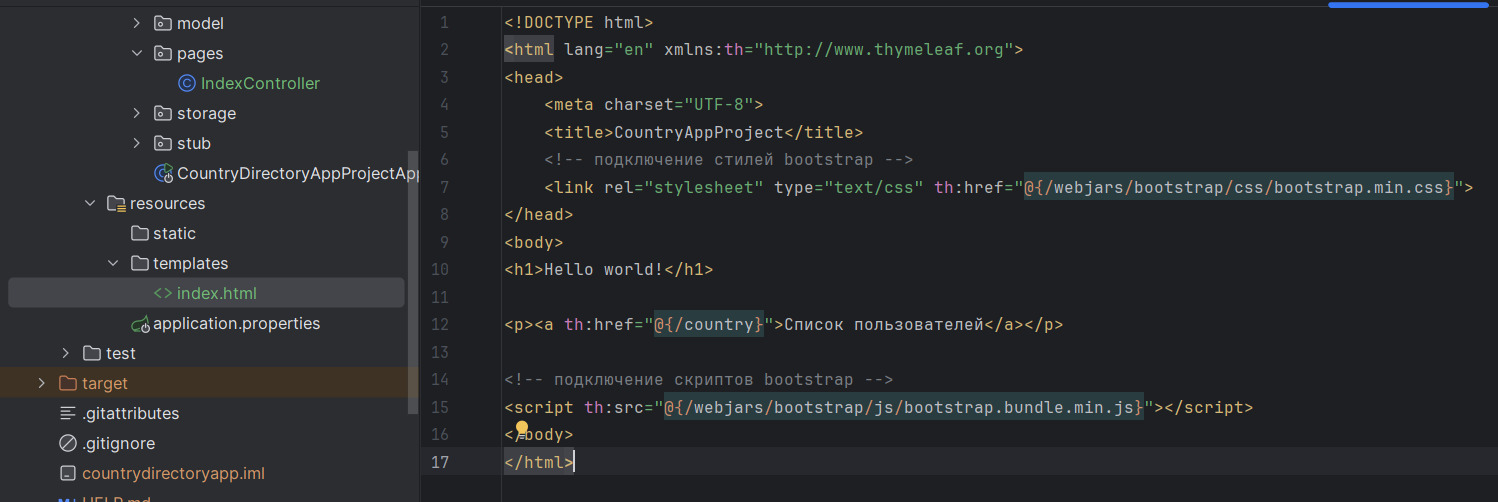 model
pages
IndexController
storage
stub
CountryDirectoryAppProjectApp
resources
static
templates
index.html
application.properties
test
target
.gitattributes
.gitignore
countrydirectoryapp.iml
HELP.md
1 <!DOCTYPE html>
2 <html lang="en" xmlns:th="http://www.thymeleaf.org">
3 <head>
4     <meta charset="UTF-8">
5     <title>CountryAppProject</title>
6     <!-- подключение стилей bootstrap -->
7     <link rel="stylesheet" type="text/css" th:href="@{/webjars/bootstrap/css/bootstrap.min.css}">
8 </head>
9 <body>
10 <h1>Hello world!</h1>
11
12 <p><a th:href="@{/country}">Список пользователей</a></p>
13
14 <!-- подключение скриптов bootstrap -->
15 <script th:src="@{/webjars/bootstrap/js/bootstrap.bundle.min.js}"></script>
16 </body>
17 </html>